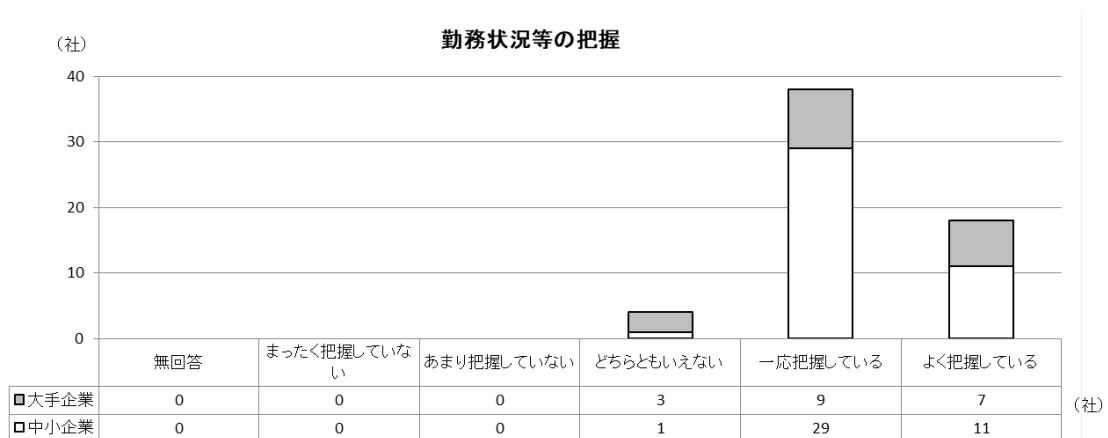 勤務状況等の把握
（社）
40
30
20
10
0
無回答 まったく把握していな あまり把握していない どちらともいえない 一応把握している よく把握している
い
大手企業 0 0 0 3 9 7
（社）
中小企業 0 0 0 1 29 11